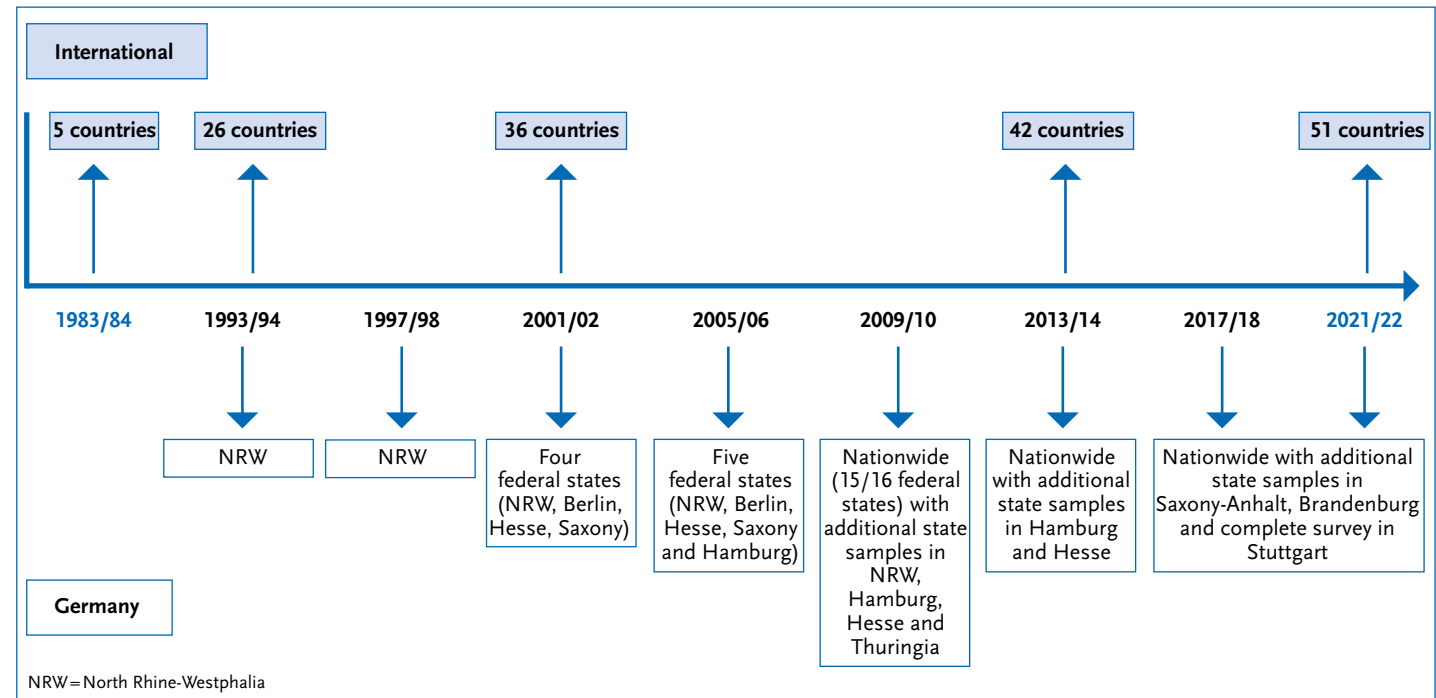 International
5 countries
26 countries
36 countries
42 countries
51 countries
1983/84
1993/94
1997/98
2001/02
2005/06
2009/10
2013/14
2017/18
2021/22
NRW
NRW
Four
federal states
(NRW, Berlin,
Hesse, Saxony)
Five
federal states
(NRW, Berlin,
Hesse, Saxony
and Hamburg)
Nationwide
(15/16 federal
states) with
additional state
samples in
NRW,
Hamburg,
Hesse and
Thuringia
Nationwide
with additional
state samples
in Hamburg
and Hesse
Nationwide with additional
state samples in
Saxony-Anhalt, Brandenburg
and complete survey in
Stuttgart
Germany
NRW=North Rhine-Westphalia